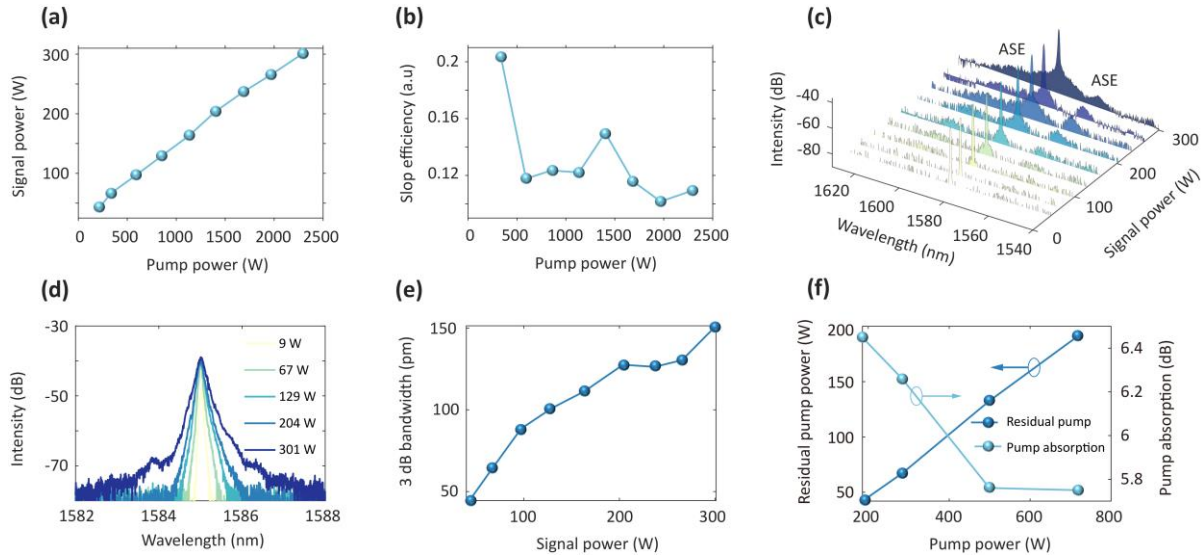 (a)
300
200
100
Signal power (W)
0 500 1000 1500 2000 2500
Pump power (W)
(b)
0.2
0.16
0.12
Slop efficiency (a.u)
0 500 1000 1500 2000 2500
Pump power (W)
(c)
ASE
ASE
-40
-60
-80
Intensity (dB)
1620
1600
1580
1560
1540
Wavelength (nm)
0
100
200
300
Signal power (W)
(d)
-30
-50
-70
Intensity (dB)
9 W
67 W
129 W
204 W
301 W
1582 1584 1586 1588
Wavelength (nm)
(e)
150
100
50
3 dB bandwidth (pm)
100 200 300
Signal power (W)
(f)
200
150
100
50
Residual pump power (W)
Residual pump
Pump absorption
6.4
6.2
6
5.8
Pump absorption (dB)
200 400 600 800
Pump power (W)